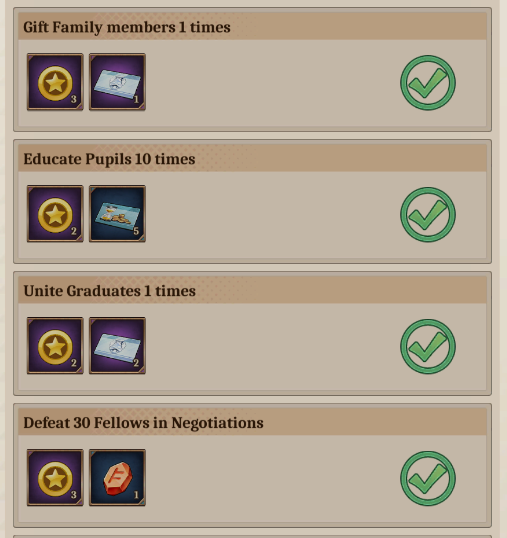 Gift Family members 1 times
3 1
Educate Pupils 10 times
2 5
Unite Graduates 1 times
2 2
Defeat 30 Fellows in Negotiations
3 1